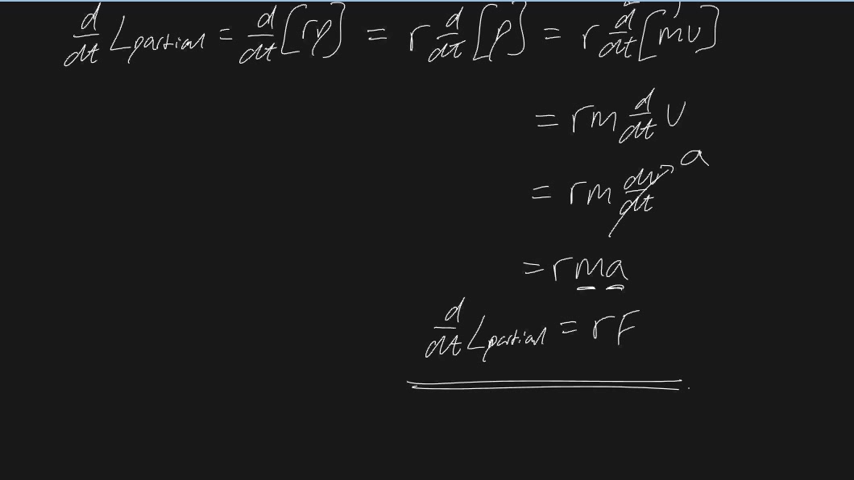 d/dt L_partial = d/dt [rp] = r d/dt [p] = r d/dt [mv]
= rm d/dt v
= rm dv/dt → a
= rma
d/dt L_partial = rF